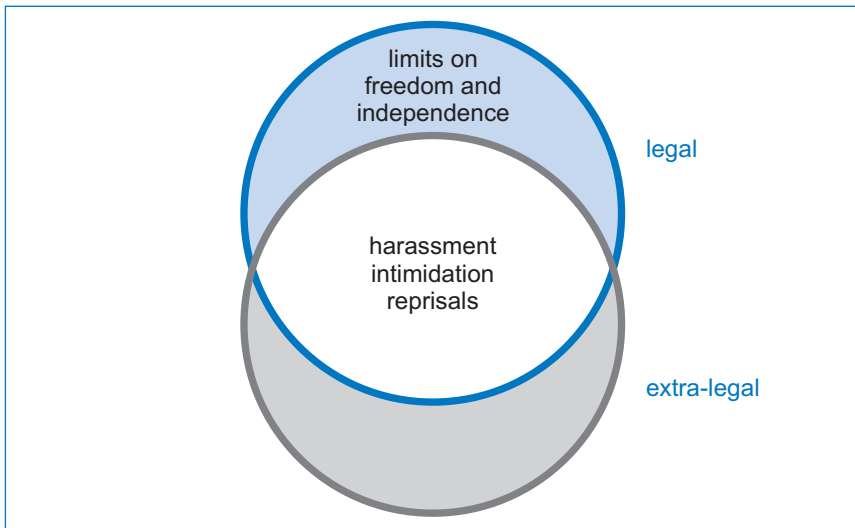 limits on
freedom and
independence
legal
harassment
intimidation
reprisals
extra-legal